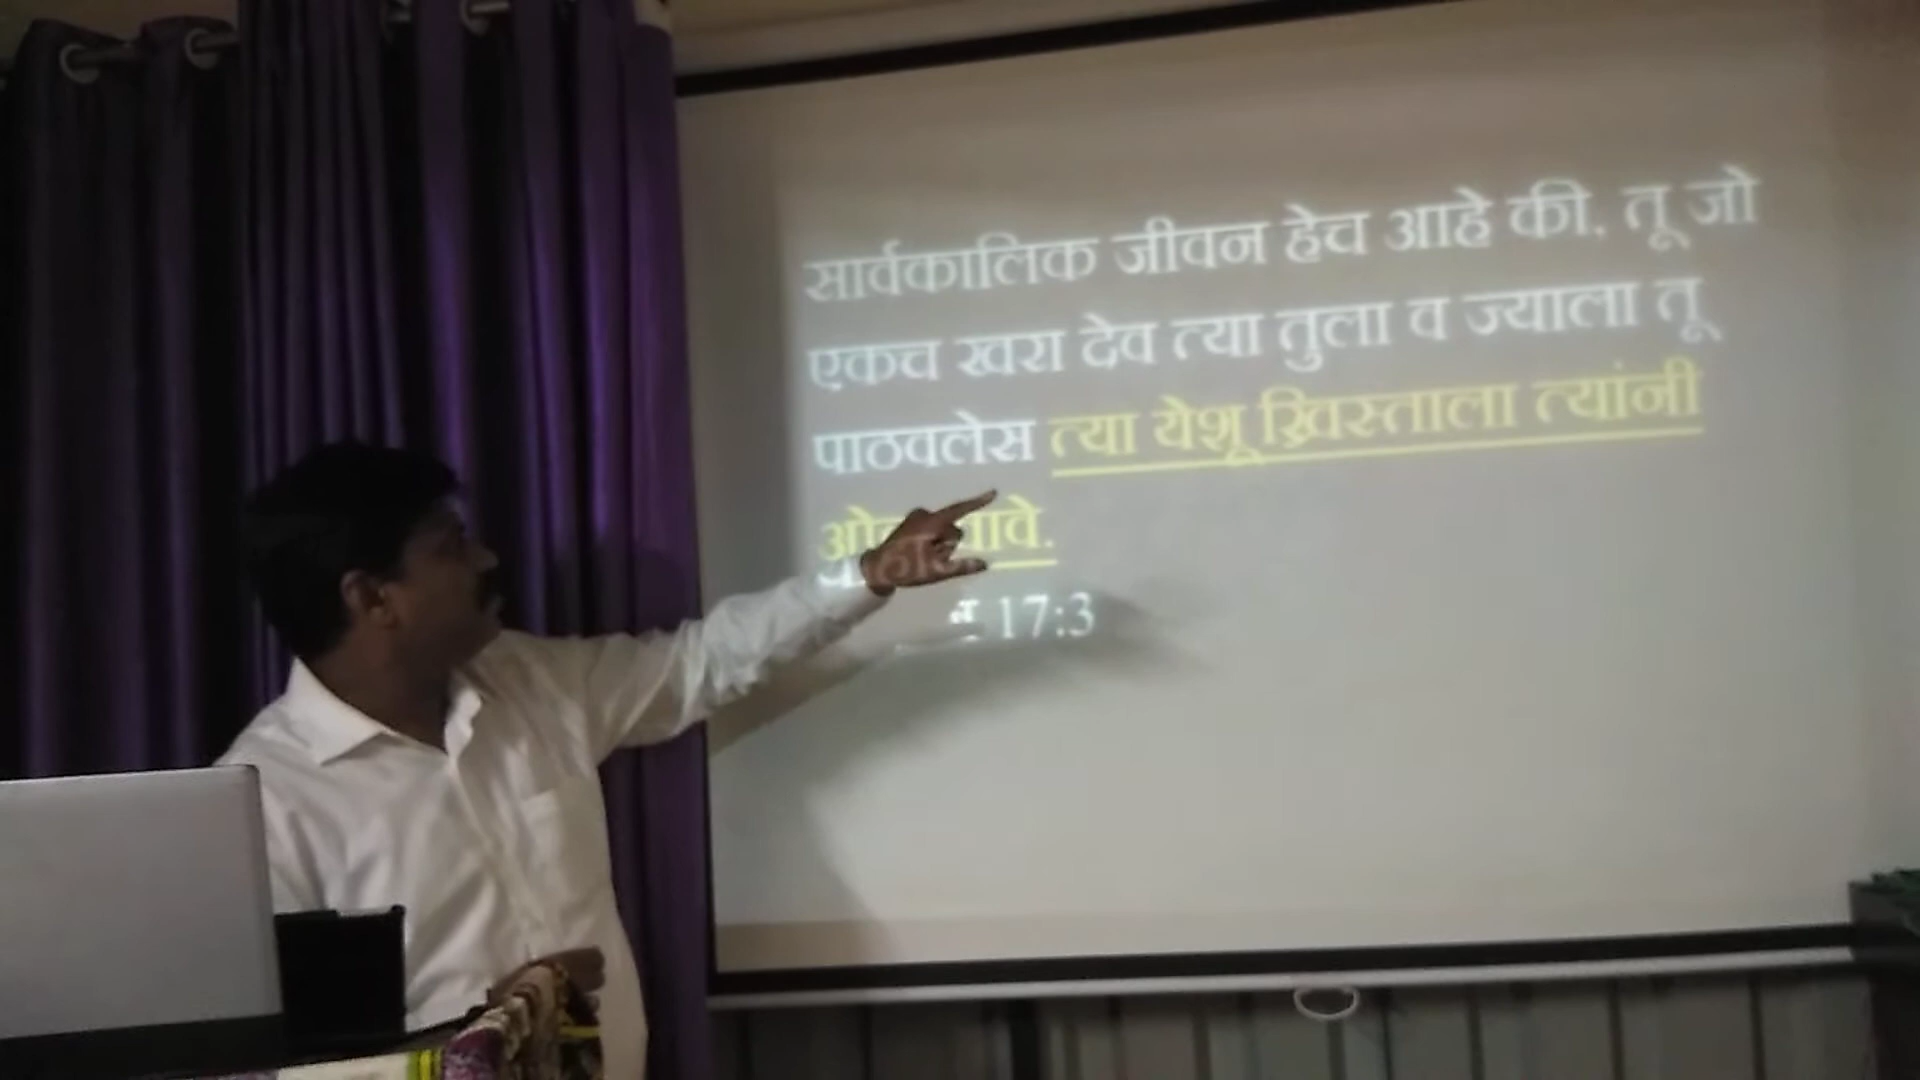 सार्वकालिक जीवन हेच आहे की, तू जो
एकच खरा देव त्या तुला व ज्याला तू
पाठवलेस त्या येशू ख्रिस्ताला त्यांनी
17:3